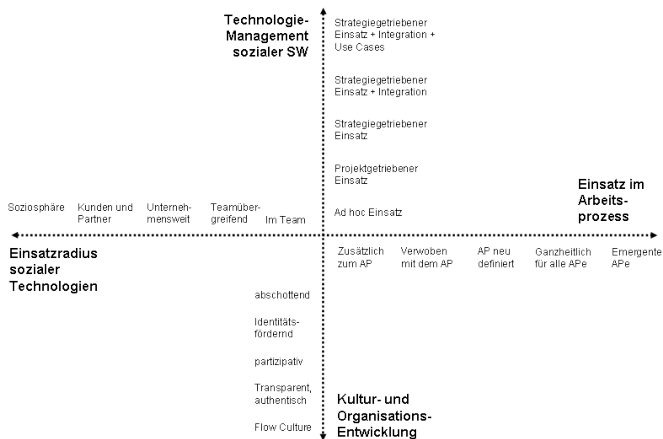 Technologie-
Management
sozialer SW
Strategiegetriebener
Einsatz + Integration +
Use Cases
Strategiegetriebener
Einsatz + Integration
Strategiegetriebener
Einsatz
Projektgetriebener
Einsatz
Ad hoc Einsatz
Einsatz im
Arbeits-
prozess
Soziosphäre
Kunden und
Partner
Unterneh-
mensweit
Teamüber-
greifend
Im Team
Einsatzradius
sozialer
Technologien
Zusätzlich
zum AP
Verwoben
mit dem AP
AP neu
definiert
Ganzheitlich
für alle APe
Emergente
APe
abschottend
Identitäts-
fördernd
partizipativ
Transparent,
authentisch
Flow Culture
Kultur- und
Organisations-
Entwicklung